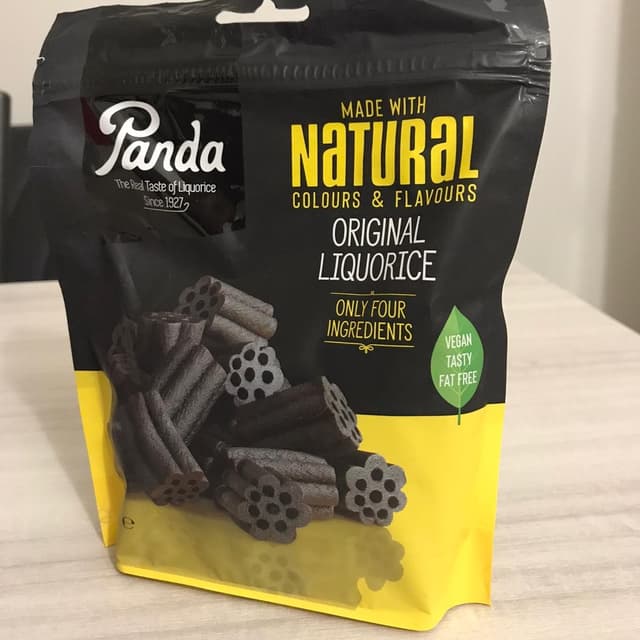 Panda
The Real Taste of Liquorice
Since 1927
MADE WITH
NATURAL
COLOURS & FLAVOURS
ORIGINAL
LIQUORICE
ONLY FOUR
INGREDIENTS
VEGAN
TASTY
FAT FREE
℮